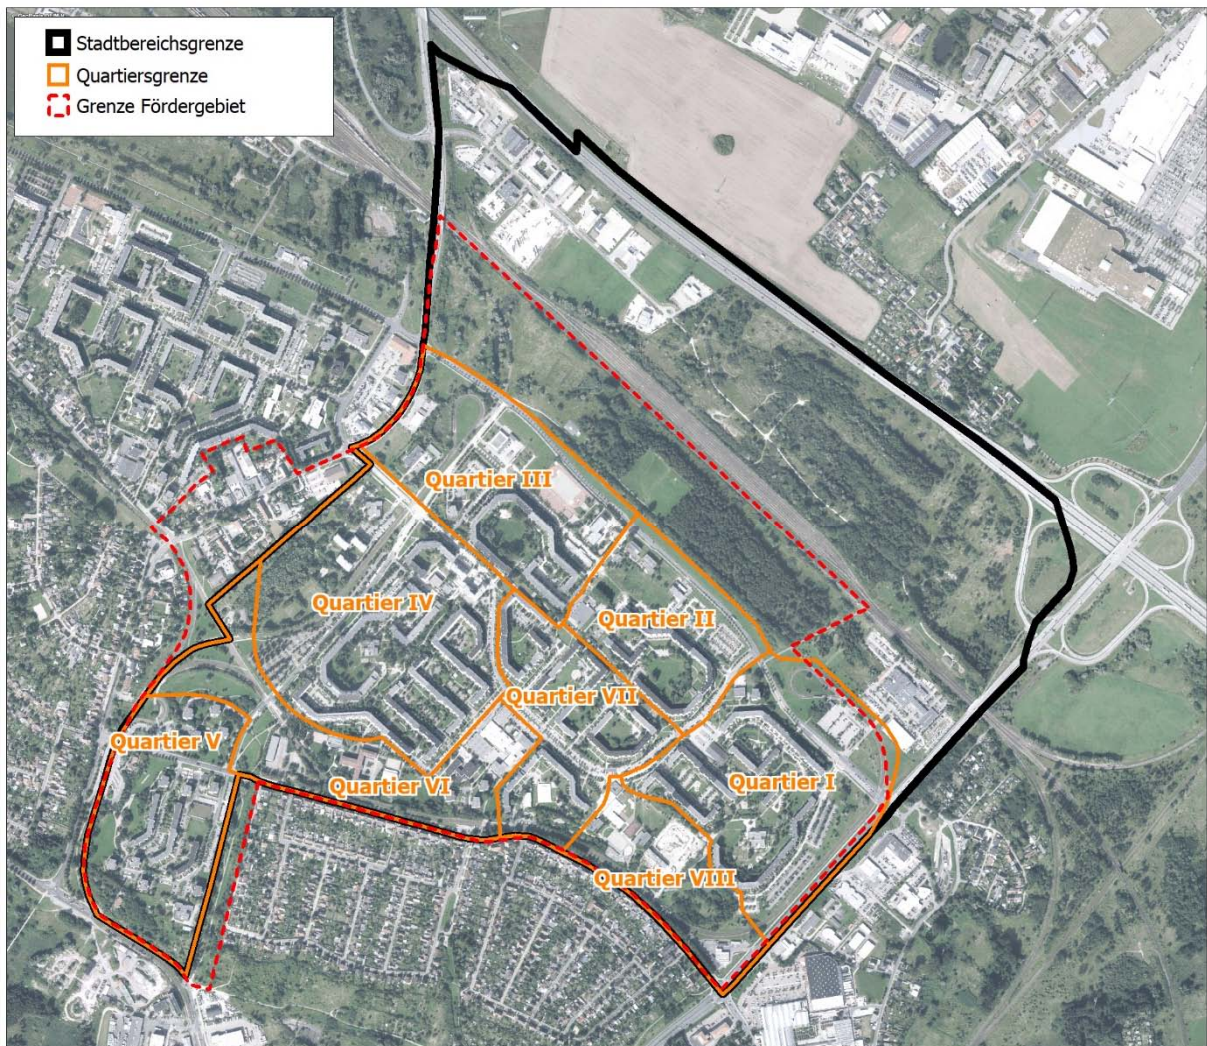 Stadtbereichsgrenze
Quartiersgrenze
Grenze Fördergebiet
Quartier III
Quartier IV
Quartier II
Quartier VII
Quartier V
Quartier VI
Quartier I
Quartier VIII